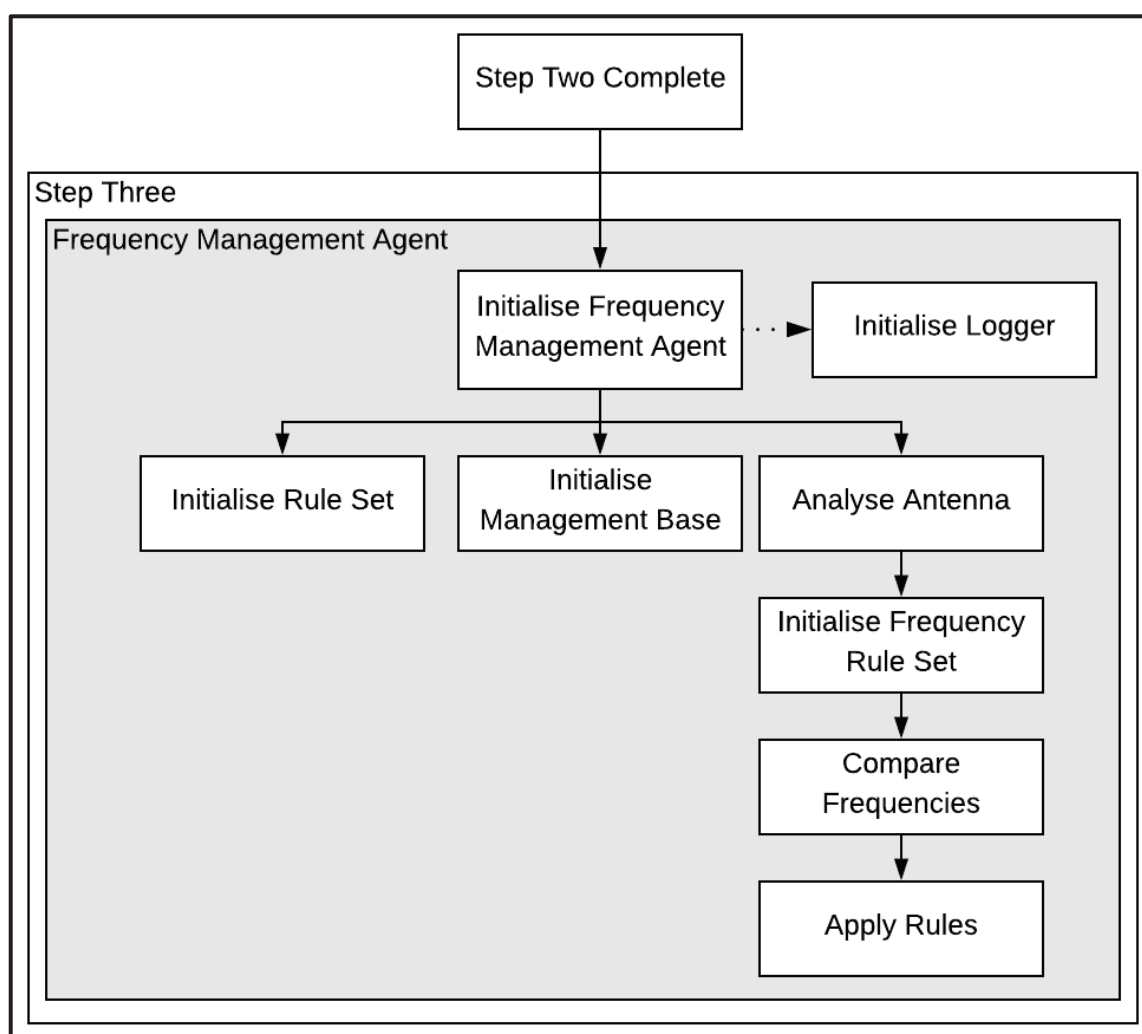 Step Two Complete
Step Three
Frequency Management Agent
Initialise Frequency
Management Agent
Initialise Logger
Initialise Rule Set
Initialise
Management Base
Analyse Antenna
Initialise Frequency
Rule Set
Compare
Frequencies
Apply Rules